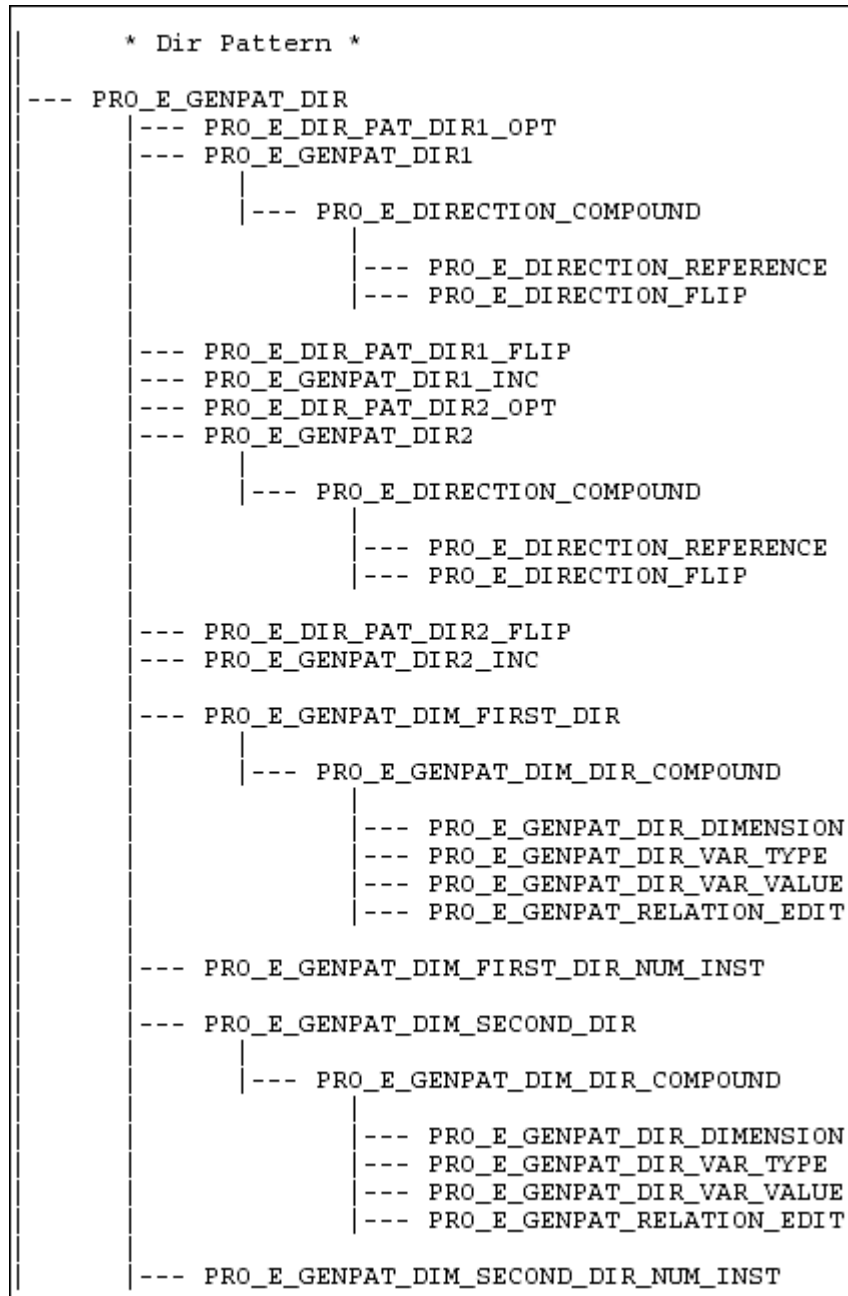 * Dir Pattern *
|--- PRO_E_GENPAT_DIR
|--- PRO_E_DIR_PAT_DIR1_OPT
|--- PRO_E_GENPAT_DIR1
|--- PRO_E_DIRECTION_COMPOUND
|--- PRO_E_DIRECTION_REFERENCE
|--- PRO_E_DIRECTION_FLIP
|--- PRO_E_DIR_PAT_DIR1_FLIP
|--- PRO_E_GENPAT_DIR1_INC
|--- PRO_E_DIR_PAT_DIR2_OPT
|--- PRO_E_GENPAT_DIR2
|--- PRO_E_DIRECTION_COMPOUND
|--- PRO_E_DIRECTION_REFERENCE
|--- PRO_E_DIRECTION_FLIP
|--- PRO_E_DIR_PAT_DIR2_FLIP
|--- PRO_E_GENPAT_DIR2_INC
|--- PRO_E_GENPAT_DIM_FIRST_DIR
|--- PRO_E_GENPAT_DIM_DIR_COMPOUND
|--- PRO_E_GENPAT_DIR_DIMENSION
|--- PRO_E_GENPAT_DIR_VAR_TYPE
|--- PRO_E_GENPAT_DIR_VAR_VALUE
|--- PRO_E_GENPAT_RELATION_EDIT
|--- PRO_E_GENPAT_DIM_FIRST_DIR_NUM_INST
|--- PRO_E_GENPAT_DIM_SECOND_DIR
|--- PRO_E_GENPAT_DIM_DIR_COMPOUND
|--- PRO_E_GENPAT_DIR_DIMENSION
|--- PRO_E_GENPAT_DIR_VAR_TYPE
|--- PRO_E_GENPAT_DIR_VAR_VALUE
|--- PRO_E_GENPAT_RELATION_EDIT
|--- PRO_E_GENPAT_DIM_SECOND_DIR_NUM_INST